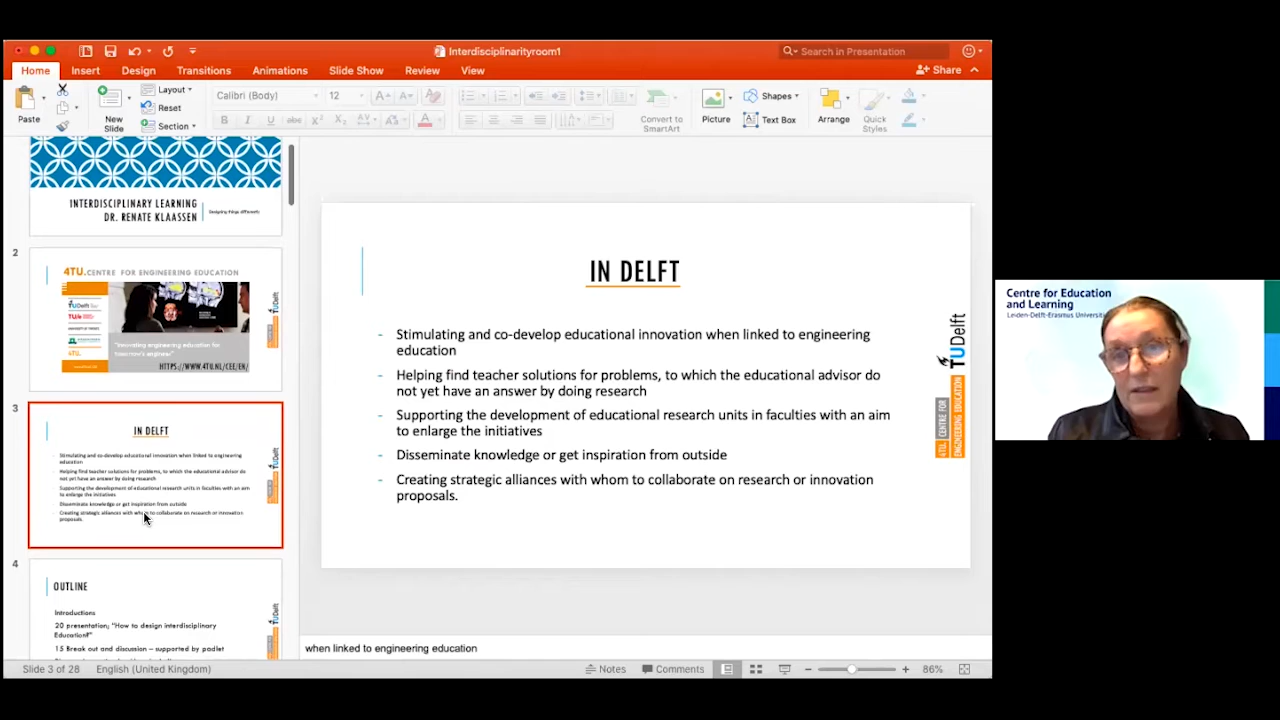 Interdisciplinarityroom1
Search in Presentation
Home Insert Design Transitions Animations Slide Show Review View
Share
Paste
New
Slide
Layout
Reset
Section
Calibri (Body) 12
Convert to
SmartArt
Picture
Shapes
Text Box
Arrange
Quick
Styles
INTERDISCIPLINARY LEARNING
DR. RENATE KLAASSEN
Designing things differently
2
4TU.CENTRE FOR ENGINEERING EDUCATION
"Innovating engineering education for
tomorrow's engineer"
HTTPS://WWW.4TU.NL/CEE/EN/
3
IN DELFT
Stimulating and co-develop educational innovation when linked to engineering
education
Helping find teacher solutions for problems, to which the educational advisor do
not yet have an answer by doing research
Supporting the development of educational research units in faculties with an aim
to enlarge the initiatives
Disseminate knowledge or get inspiration from outside
Creating strategic alliances with whom to collaborate on research or innovation
proposals.
4
OUTLINE
Introductions
20 presentation; "How to design interdisciplinary
Education?"
15 Break out and discussion – supported by padlet
IN DELFT
- Stimulating and co-develop educational innovation when linked to engineering
education
- Helping find teacher solutions for problems, to which the educational advisor do
not yet have an answer by doing research
- Supporting the development of educational research units in faculties with an aim
to enlarge the initiatives
- Disseminate knowledge or get inspiration from outside
- Creating strategic alliances with whom to collaborate on research or innovation
proposals.
TUDelft
4TU. CENTRE FOR
ENGINEERING EDUCATION
when linked to engineering education
Slide 3 of 28 English (United Kingdom) Notes Comments 86%
Centre for Education
and Learning
Leiden-Delft-Erasmus